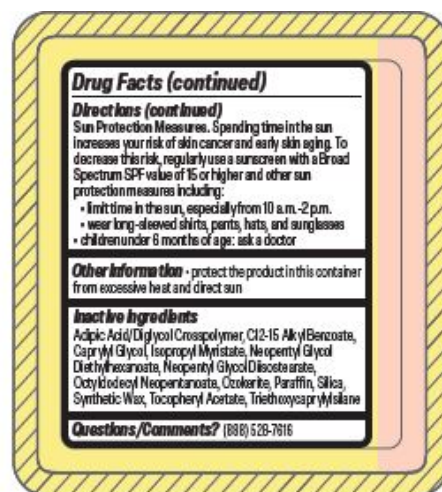 Drug Facts (continued)
Directions (continued)
Sun Protection Measures. Spending time in the sun
increases your risk of skin cancer and early skin aging. To
decrease this risk, regularly use a sunscreen with a Broad
Spectrum SPF value of 15 or higher and other sun
protection measures including:
• limit time in the sun, especially from 10 a.m.-2 p.m.
• wear long-sleeved shirts, pants, hats, and sunglasses
• children under 6 months of age: ask a doctor
Other Information • protect the product in this container
from excessive heat and direct sun
Inactive Ingredients
Adipic Acid/Diglycol Crosspolymer, C12-15 Alkyl Benzoate,
Caprylyl Glycol, Isopropyl Myristate, Neopentyl Glycol
Diethylhexanoate, Neopentyl Glycol Diisostearate,
Octyldodecyl Neopentanoate, Ozokerite, Paraffin, Silica,
Synthetic Wax, Tocopheryl Acetate, Triethoxycaprylylsilane
Questions/Comments? (888) 528-7616